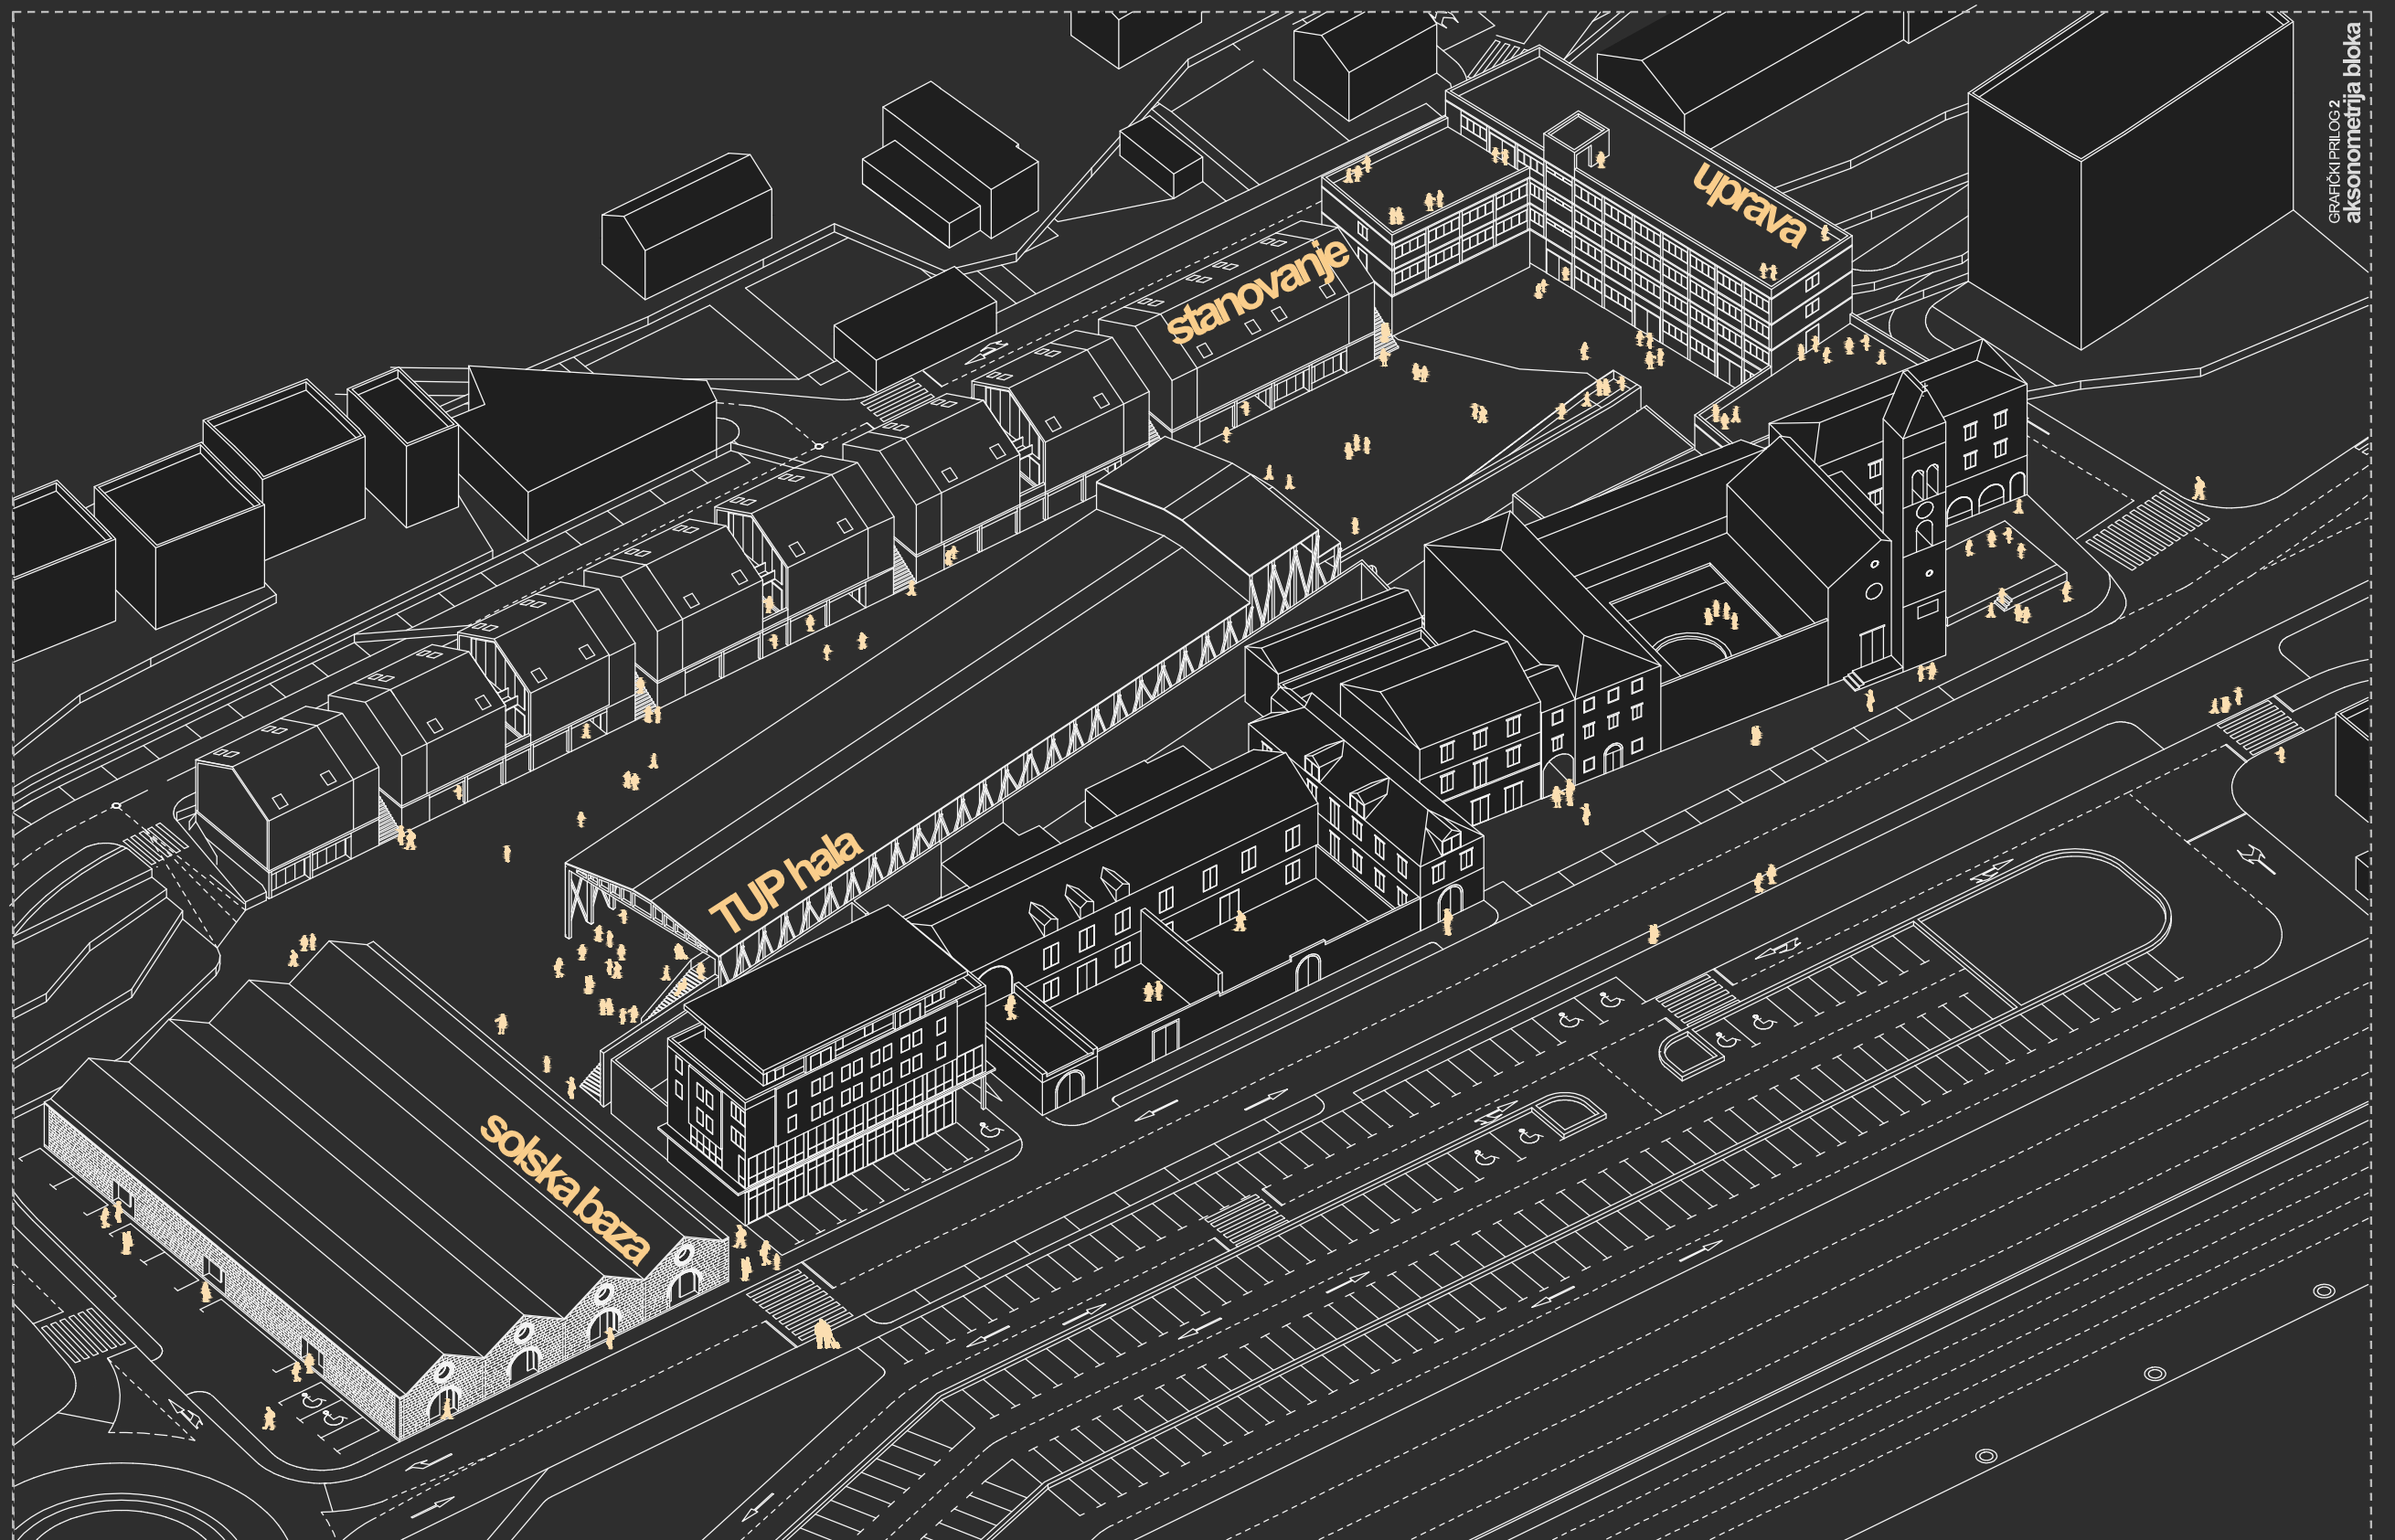 GRAFIČKI PRILOG 2
aksonometrija bloka
uprava
stanovanje
TUP hala
solska baza